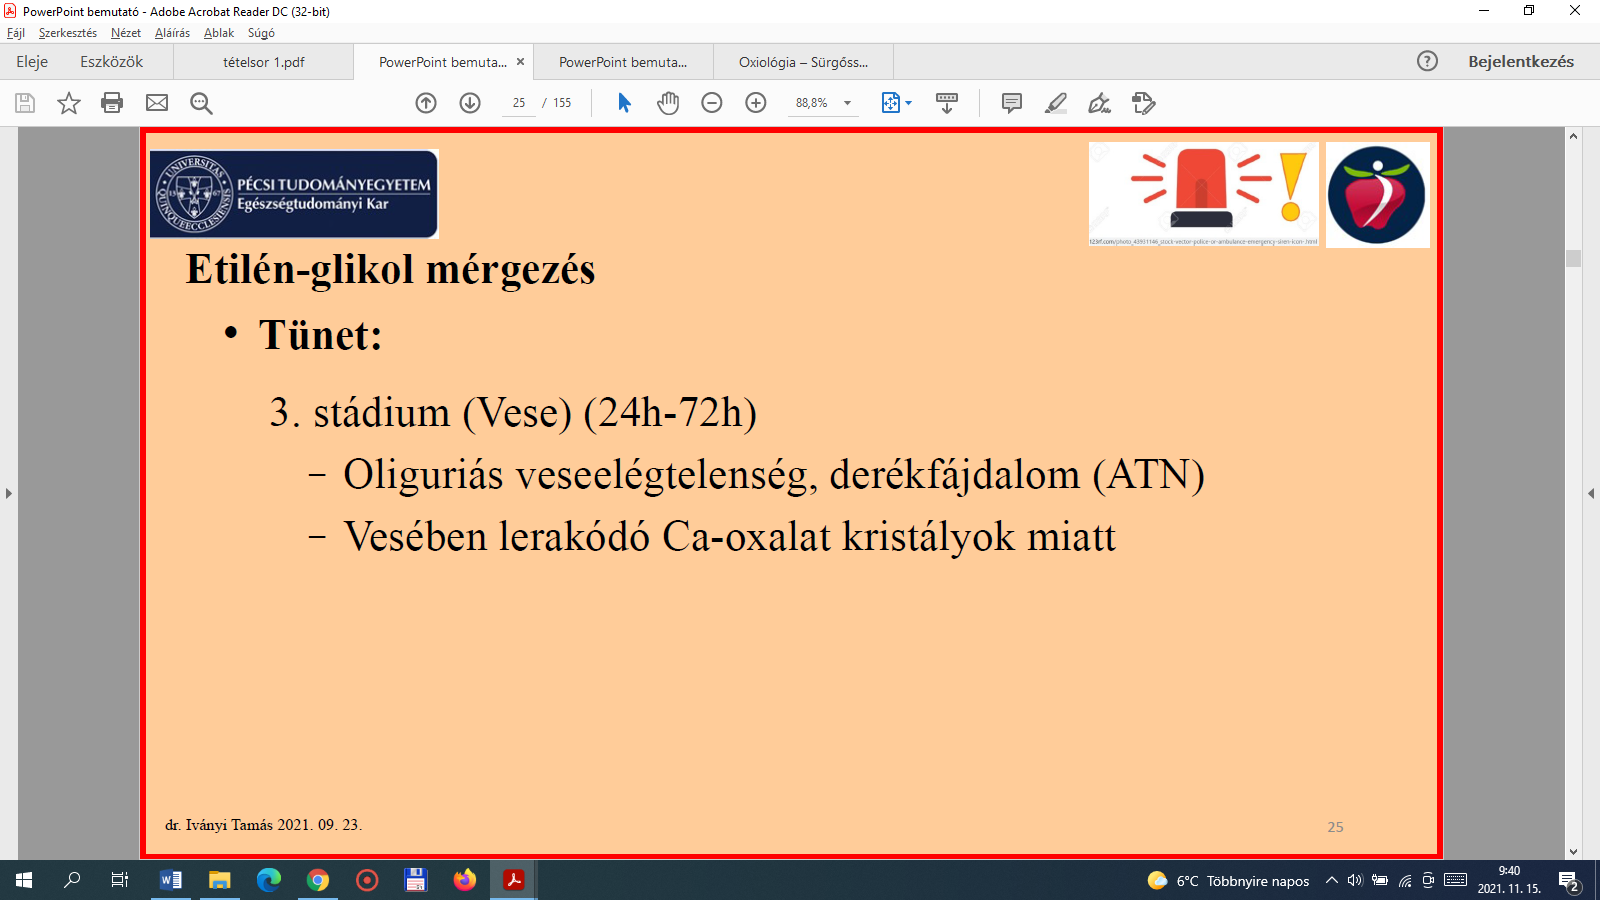 PowerPoint bemutató - Adobe Acrobat Reader DC (32-bit)
Fájl Szerkesztés Nézet Aláírás Ablak Súgó
Eleje Eszközök tételsor 1.pdf PowerPoint bemuta... × PowerPoint bemuta... Oxiológia – Sürgőss... Bejelentkezés
25 / 155 88,8%
PÉCSI TUDOMÁNYEGYETEM
Egészségtudományi Kar
Etilén-glikol mérgezés
• Tünet:
3. stádium (Vese) (24h-72h)
– Oliguriás veseelégtelenség, derékfájdalom (ATN)
– Vesében lerakódó Ca-oxalat kristályok miatt
dr. Iványi Tamás 2021. 09. 23.
25
6°C Többnyire napos
9:40
2021. 11. 15.
2